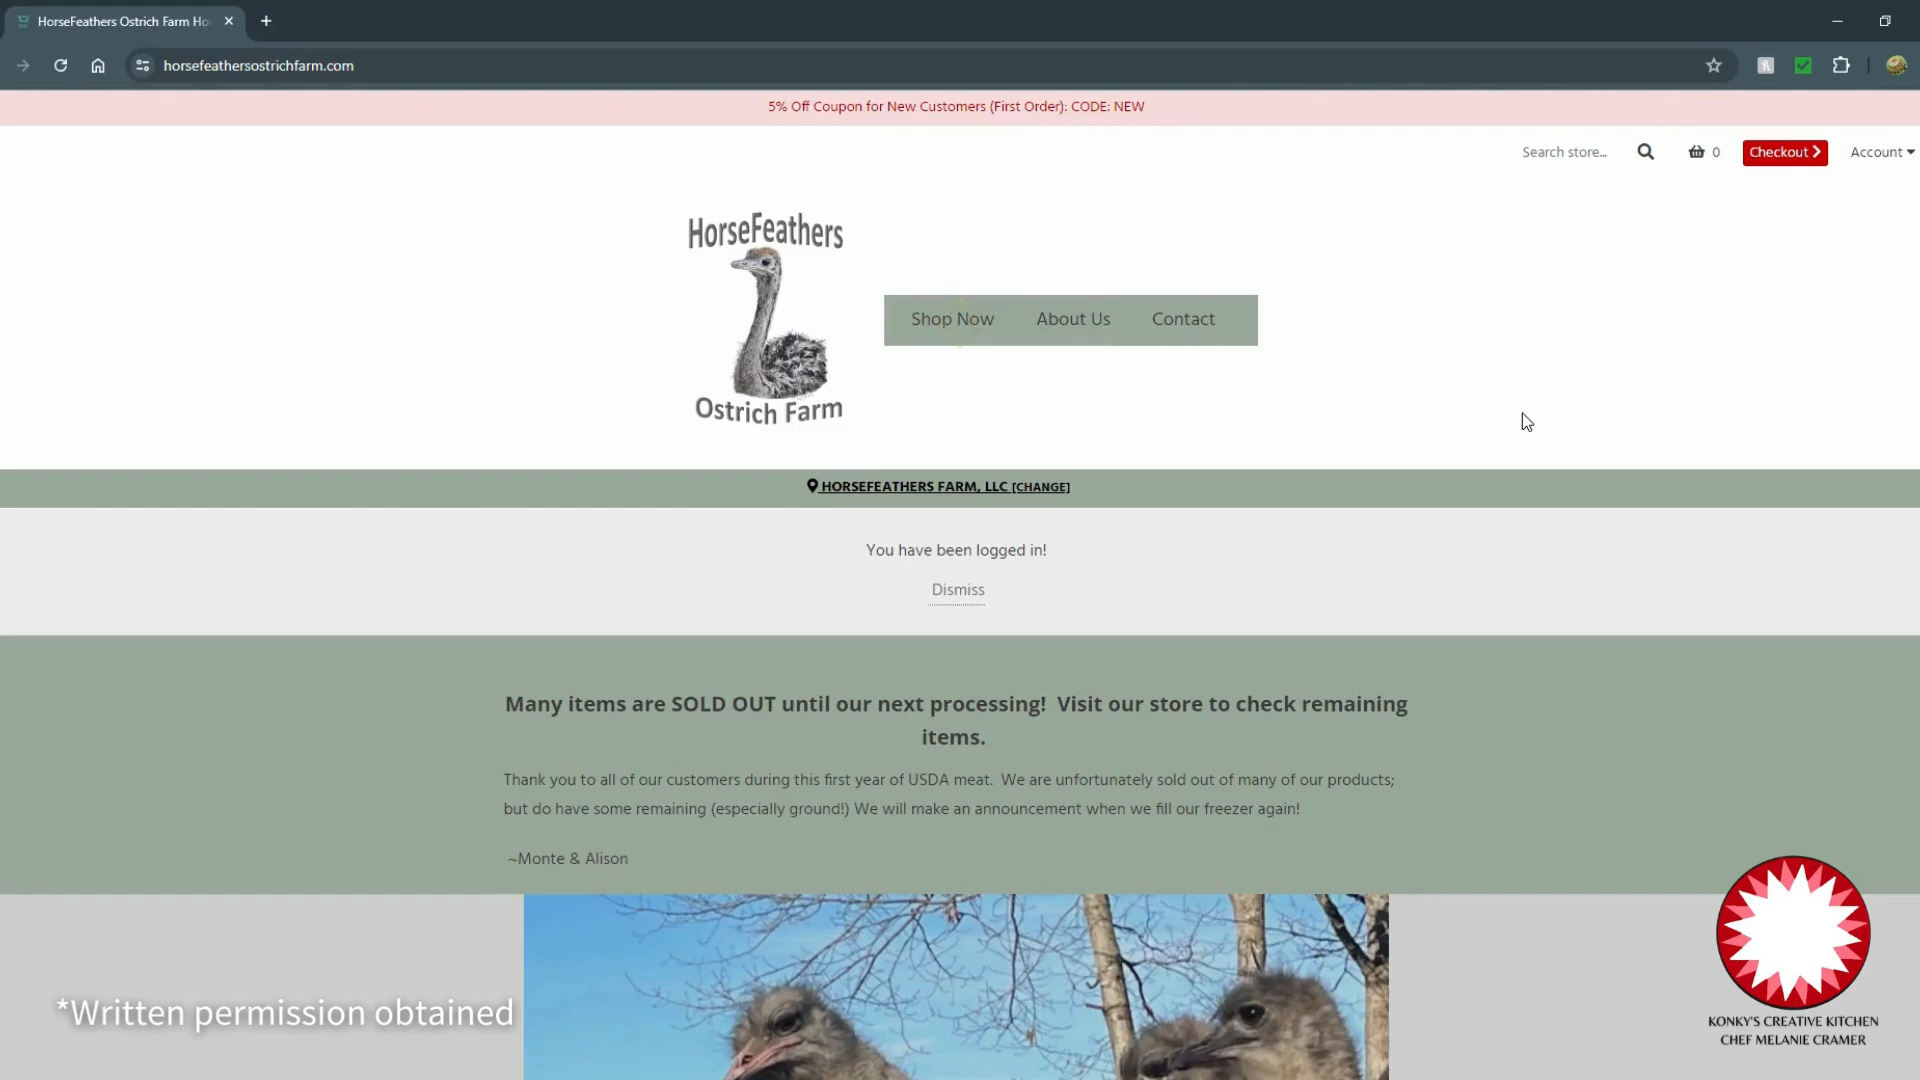 HorseFeathers Ostrich Farm Ho
horsefeathersostrichfarm.com
5% Off Coupon for New Customers (First Order): CODE: NEW
Search store...
0
Checkout
Account
HorseFeathers
Ostrich Farm
Shop Now About Us Contact
HORSEFEATHERS FARM, LLC [CHANGE]
You have been logged in!
Dismiss
Many items are SOLD OUT until our next processing! Visit our store to check remaining
items.
Thank you to all of our customers during this first year of USDA meat. We are unfortunately sold out of many of our products;
but do have some remaining (especially ground!) We will make an announcement when we fill our freezer again!
~Monte & Alison
*Written permission obtained
KONKY'S CREATIVE KITCHEN
CHEF MELANIE CRAMER